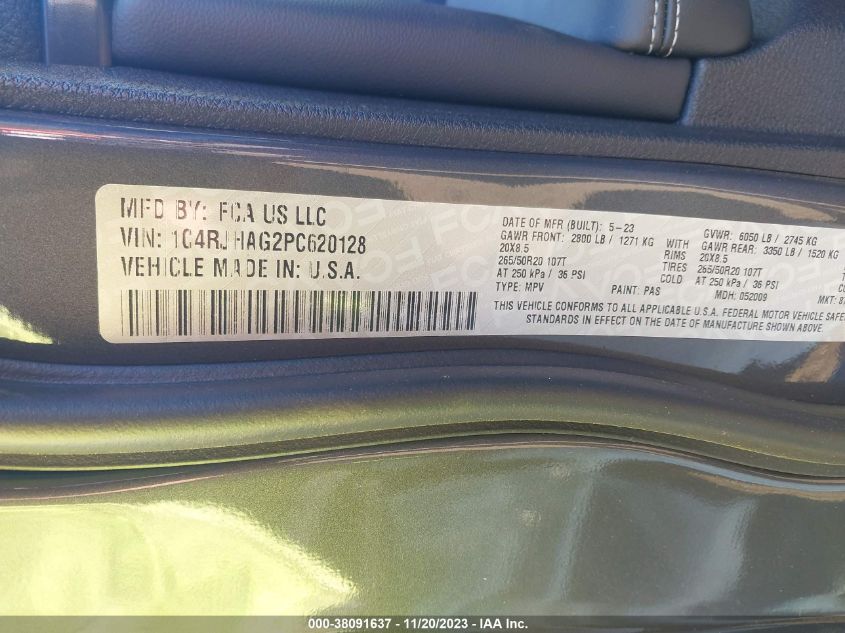 MFD BY: FCA US LLC
VIN: 1C4RJHAG2PC620128
VEHICLE MADE IN: U.S.A.
DATE OF MFR (BUILT): 5-23 GVWR: 6050 LB / 2745 KG
GAWR FRONT: 2800 LB / 1271 KG WITH GAWR REAR: 3350 LB / 1520 KG
20X8.5 RIMS 20X8.5
265/50R20 107T TIRES 265/50R20 107T
AT 250 kPa / 36 PSI COLD AT 250 kPa / 36 PSI
TYPE: MPV PAINT: PAS MDH: 052009 MKT:
THIS VEHICLE CONFORMS TO ALL APPLICABLE U.S.A. FEDERAL MOTOR VEHICLE
STANDARDS IN EFFECT ON THE DATE OF MANUFACTURE SHOWN ABOVE.
000-38091637 - 11/20/2023 -